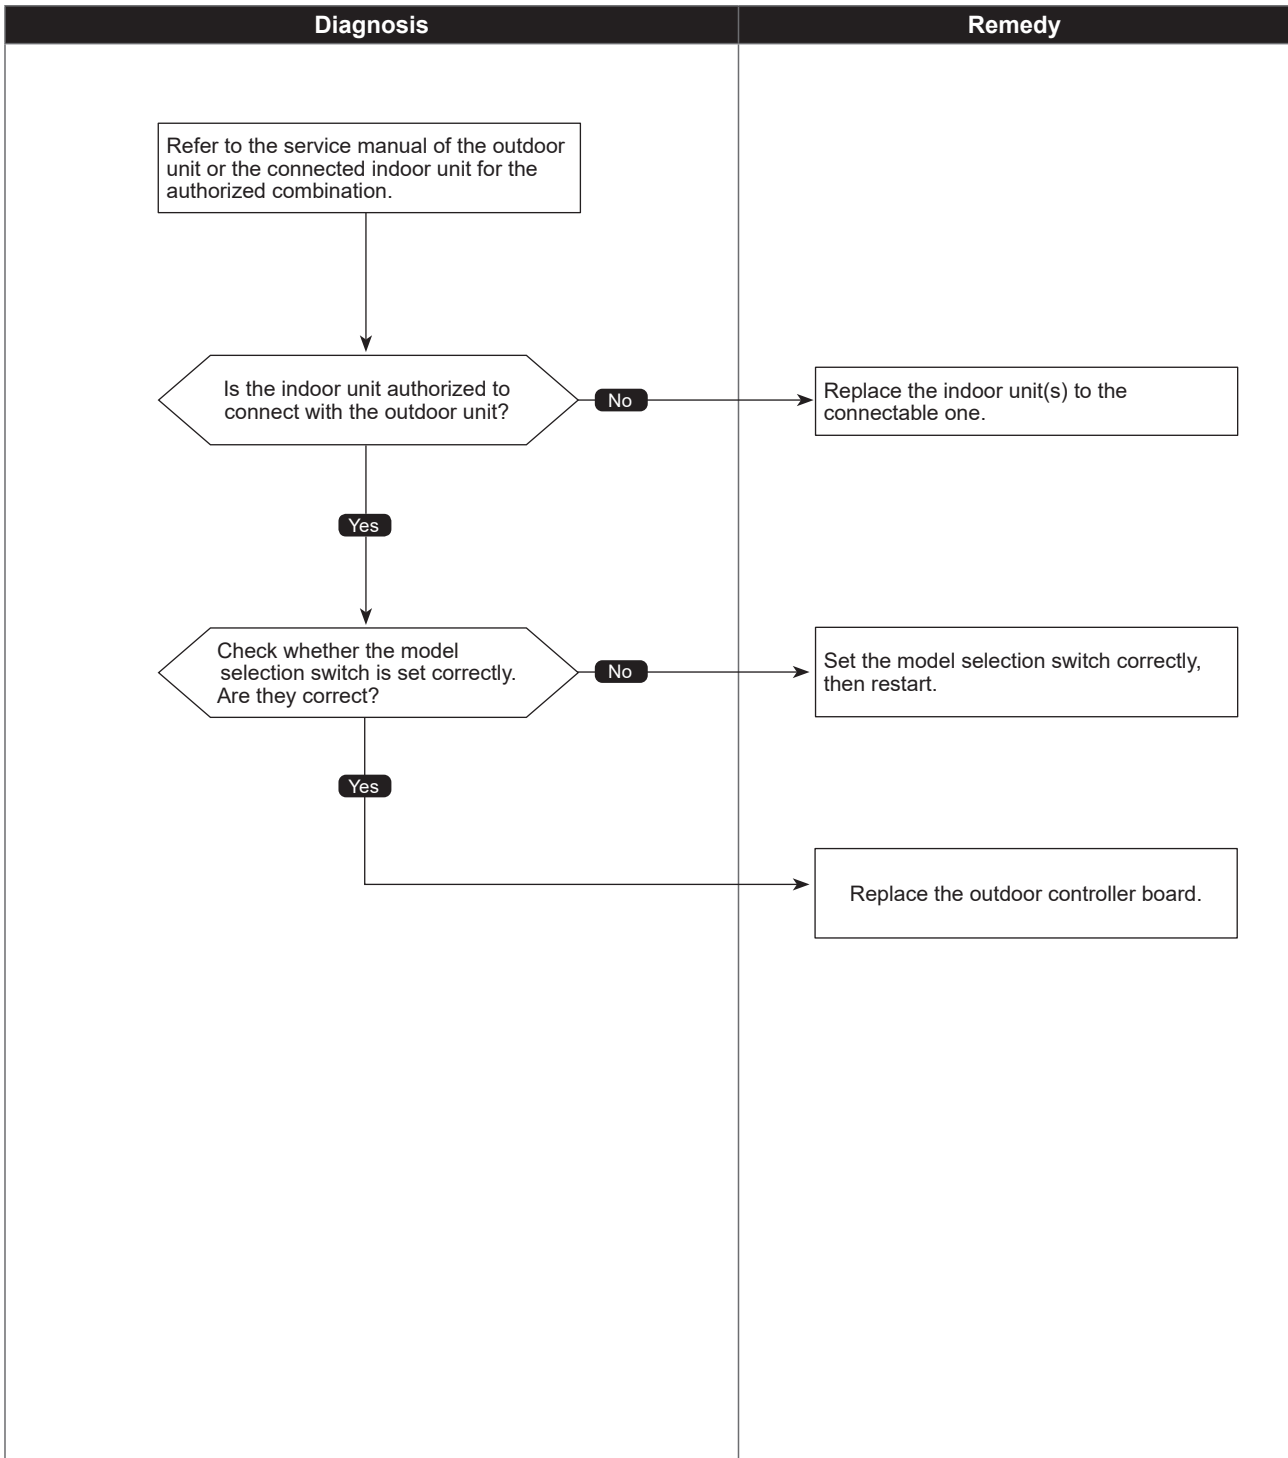 Diagnosis
Remedy
Refer to the service manual of the outdoor
unit or the connected indoor unit for the
authorized combination.
Is the indoor unit authorized to
connect with the outdoor unit?
No
Replace the indoor unit(s) to the
connectable one.
Yes
Check whether the model
selection switch is set correctly.
Are they correct?
No
Set the model selection switch correctly,
then restart.
Yes
Replace the outdoor controller board.